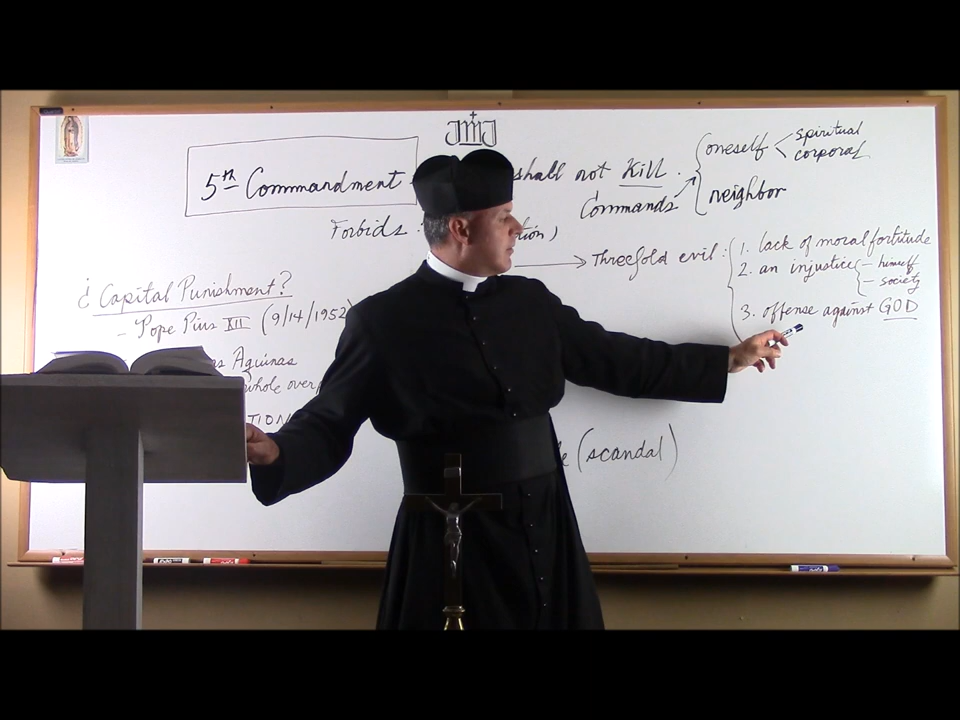 JMJ
5th Commandment shall not Kill.
Commands
oneself
spiritual
corporal
neighbor
Forbids:
tion)
Threefold evil:
1. lack of moral fortitude
2. an injustice
- himself
- society
3. offense against GOD
¿ Capital Punishment?
- Pope Pius XII (9/14/1952)
as Aquinas
whole over p
TION
(scandal)